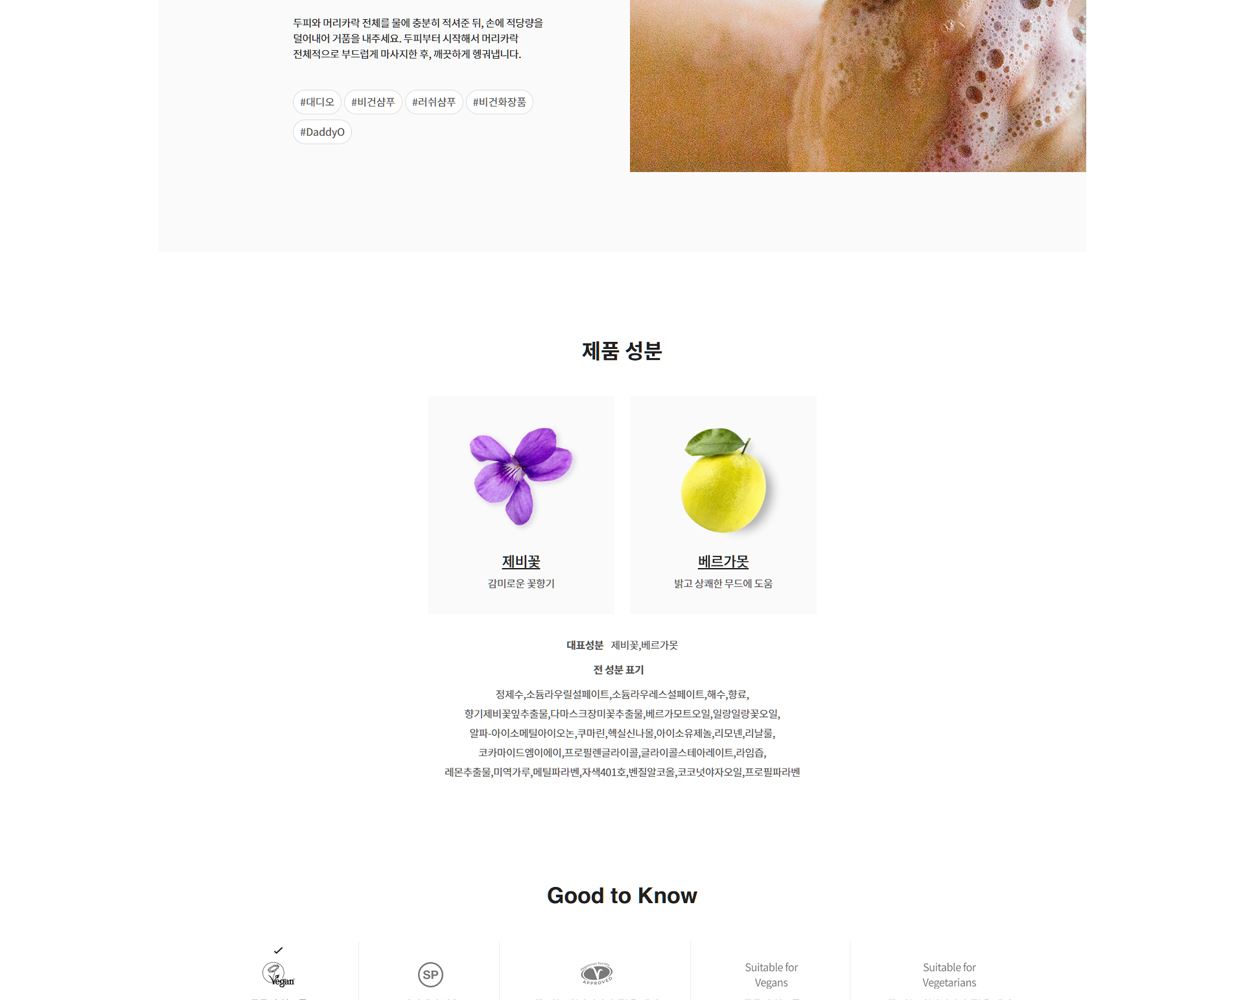 두피와 머리카락 전체를 물에 충분히 적셔준 뒤, 손에 적당량을
덜어내어 거품을 내주세요. 두피부터 시작해서 머리카락
전체적으로 부드럽게 마사지한 후, 깨끗하게 헹궈냅니다.
#대디오 #비건샴푸 #러쉬샴푸 #비건화장품
#DaddyO
제품 성분
제비꽃
감미로운 꽃향기
베르가못
밝고 상쾌한 무드에 도움
대표성분 제비꽃,베르가못
전 성분 표기
정제수,소듐라우릴설페이트,소듐라우레스설페이트,해수,향료,
향기제비꽃잎추출물,다마스크장미꽃추출물,베르가모트오일,일랑일랑꽃오일,
알파-아이소메틸아이오논,쿠마린,헥실신나몰,아이소유제놀,리모넨,리날룰,
코카마이드엠이에이,프로필렌글라이콜,글라이콜스테아레이트,라임즙,
레몬추출물,미역가루,메틸파라벤,자색401호,벤질알코올,코코넛야자오일,프로필파라벤
Good to Know
Vegan
SP
APPROVED
Suitable for
Vegans
Suitable for
Vegetarians